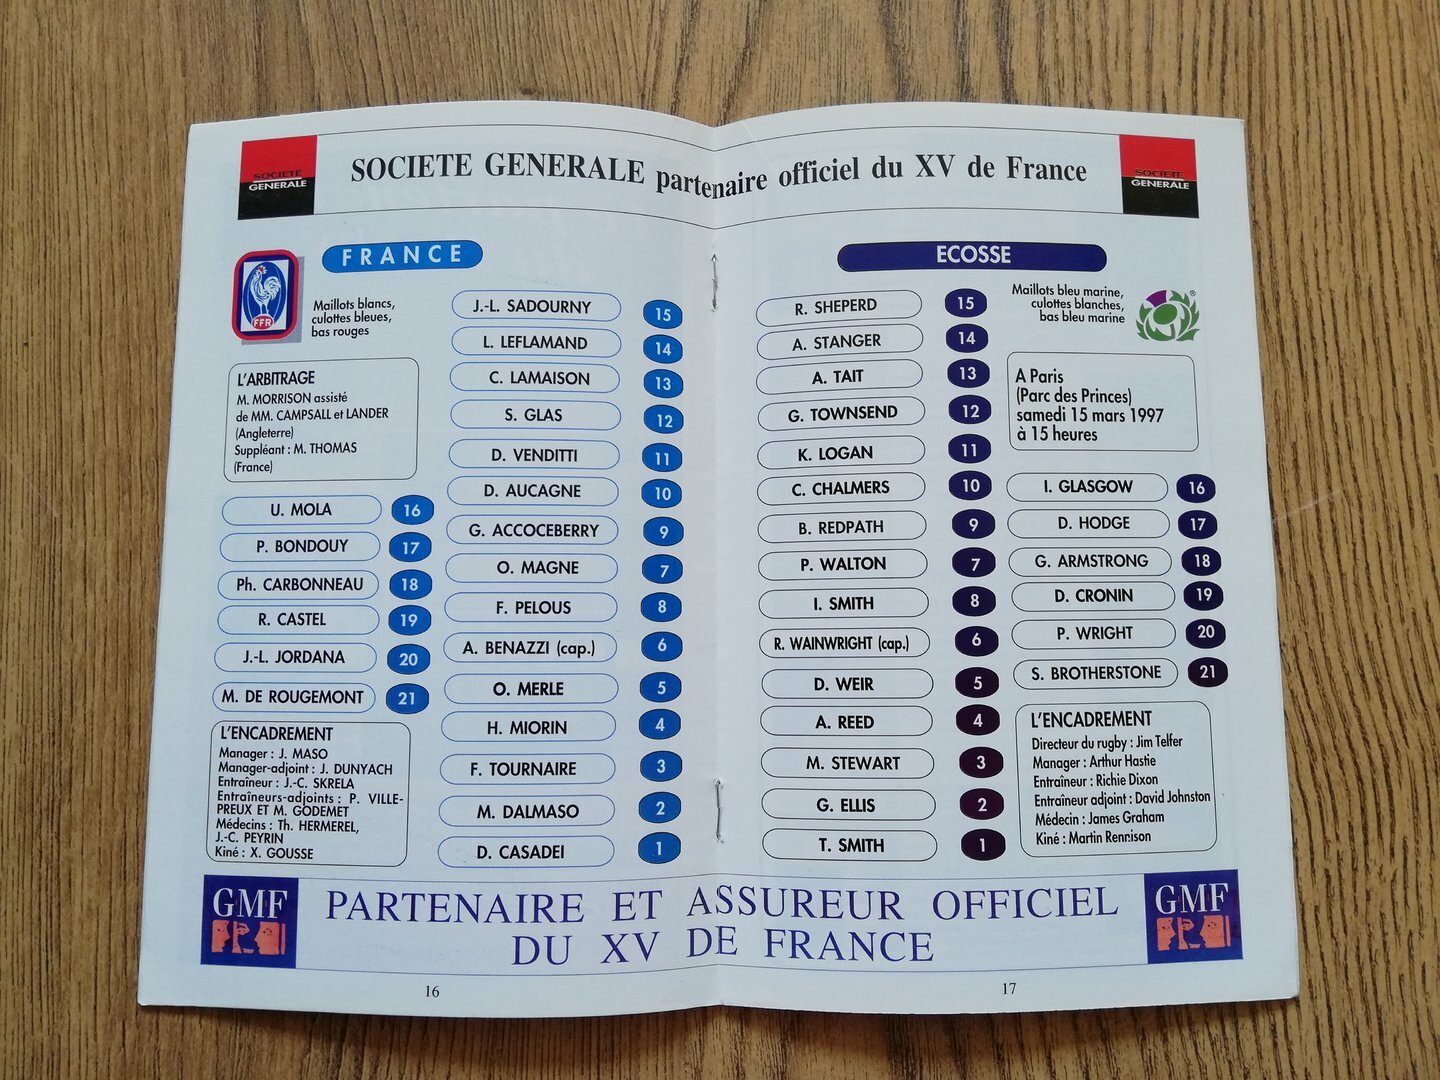 SOCIETE GENERALE partenaire officiel du XV de France
SOCIETE
GENERALE
SOCIETE
GENERALE
FRANCE
FFR
Maillots blancs,
culottes bleues,
bas rouges
L'ARBITRAGE
M. MORRISON assisté
de MM. CAMPSALL et LANDER
(Angleterre)
Suppléant : M. THOMAS
(France)
J.-L. SADOURNY 15
L. LEFLAMAND 14
C. LAMAISON 13
S. GLAS 12
D. VENDITTI 11
D. AUCAGNE 10
G. ACCOCEBERRY 9
O. MAGNE 7
F. PELOUS 8
A. BENAZZI (cap.) 6
O. MERLE 5
H. MIORIN 4
F. TOURNAIRE 3
M. DALMASO 2
D. CASADEI 1
U. MOLA 16
P. BONDOUY 17
Ph. CARBONNEAU 18
R. CASTEL 19
J.-L. JORDANA 20
M. DE ROUGEMONT 21
L'ENCADREMENT
Manager : J. MASO
Manager-adjoint : J. DUNYACH
Entraîneur : J.-C. SKRELA
Entraîneurs-adjoints : P. VILLE-
PREUX ET M. GODEMET
Médecins : Th. HERMEREL,
J.-C. PEYRIN
Kiné : X. GOUSSE
ECOSSE
Maillots bleu marine,
culottes blanches,
bas bleu marine
®
A Paris
(Parc des Princes)
samedi 15 mars 1997
à 15 heures
R. SHEPERD 15
A. STANGER 14
A. TAIT 13
G. TOWNSEND 12
K. LOGAN 11
C. CHALMERS 10
B. REDPATH 9
P. WALTON 7
I. SMITH 8
R. WAINWRIGHT (cap.) 6
D. WEIR 5
A. REED 4
M. STEWART 3
G. ELLIS 2
T. SMITH 1
I. GLASGOW 16
D. HODGE 17
G. ARMSTRONG 18
D. CRONIN 19
P. WRIGHT 20
S. BROTHERSTONE 21
L'ENCADREMENT
Directeur du rugby : Jim Telfer
Manager : Arthur Hastie
Entraîneur : Richie Dixon
Entraîneur adjoint : David Johnston
Médecin : James Graham
Kiné : Martin Rennison
GMF
PARTENAIRE ET ASSUREUR OFFICIEL
DU XV DE FRANCE
GMF
16
17